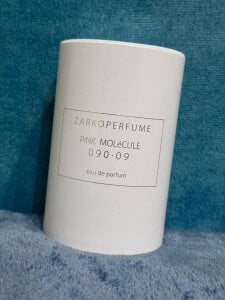 ZARKOPERFUME
PINK MOLéCULE
090·09
eau de parfum